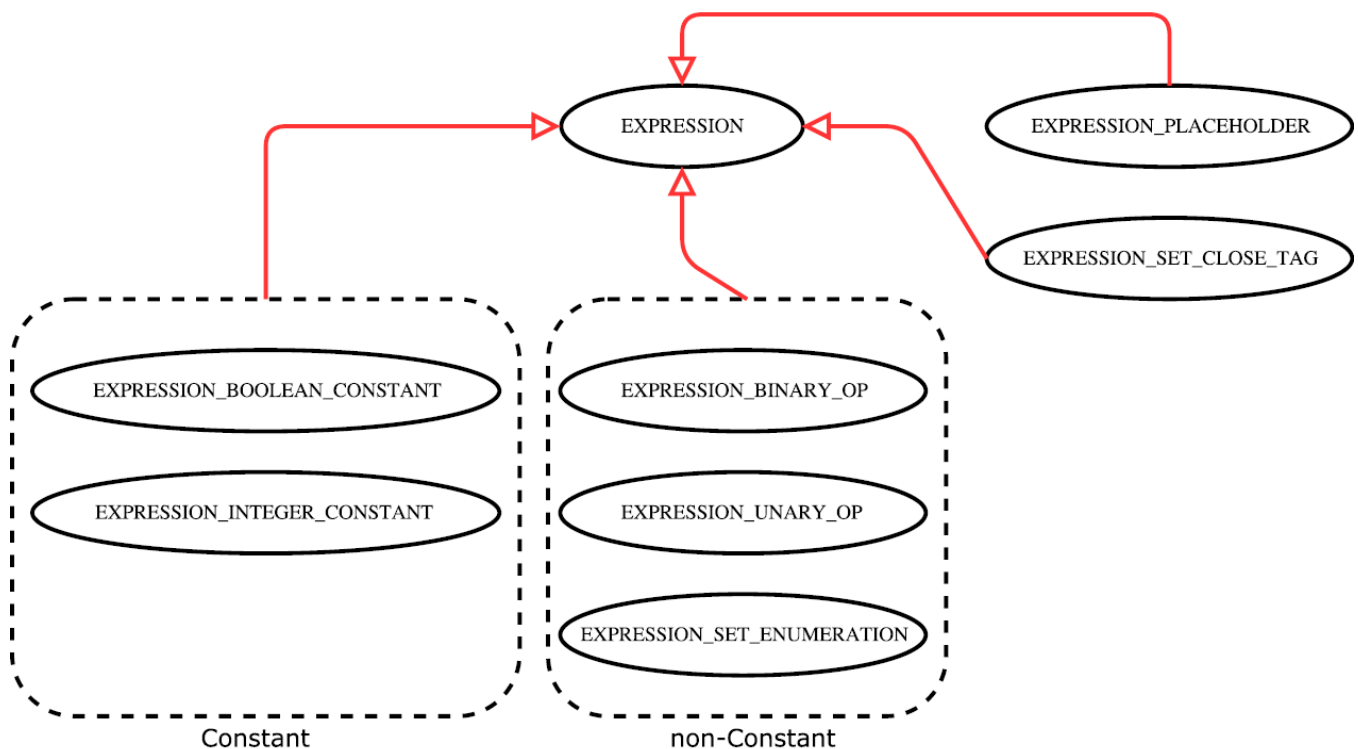 EXPRESSION
EXPRESSION_PLACEHOLDER
EXPRESSION_SET_CLOSE_TAG
EXPRESSION_BOOLEAN_CONSTANT
EXPRESSION_INTEGER_CONSTANT
Constant
EXPRESSION_BINARY_OP
EXPRESSION_UNARY_OP
EXPRESSION_SET_ENUMERATION
non-Constant